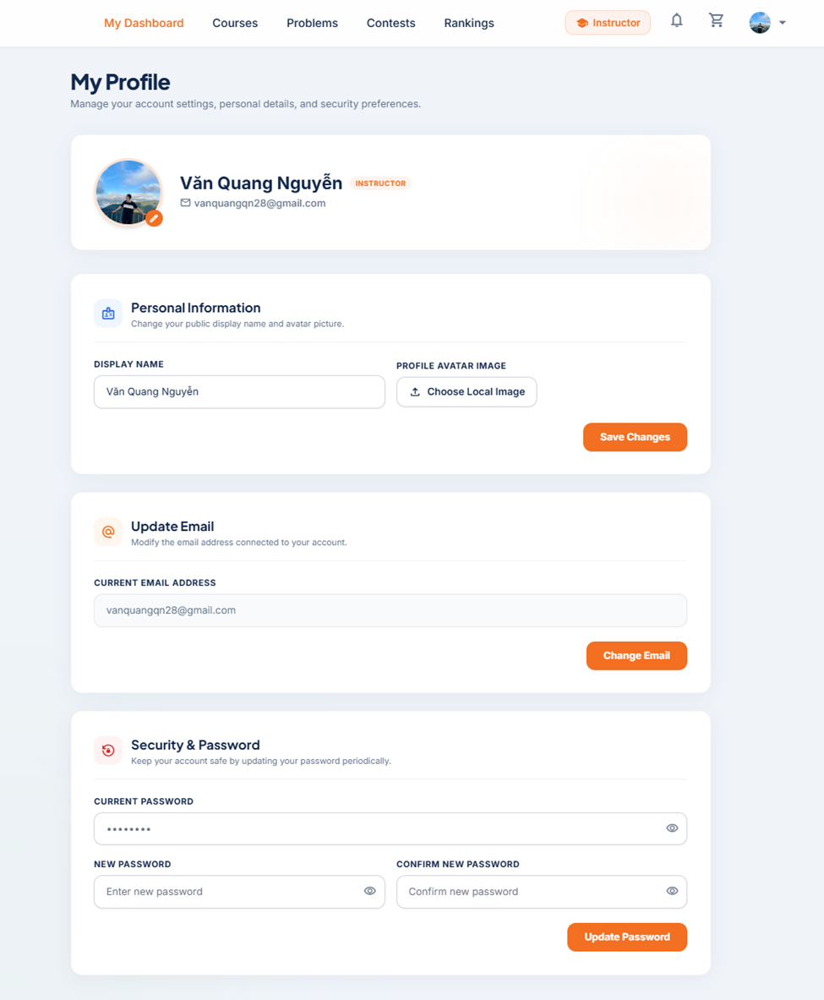 My Dashboard Courses Problems Contests Rankings Instructor
My Profile
Manage your account settings, personal details, and security preferences.
Văn Quang Nguyễn INSTRUCTOR
vanquangqn28@gmail.com
Personal Information
Change your public display name and avatar picture.
DISPLAY NAME
Văn Quang Nguyễn
PROFILE AVATAR IMAGE
Choose Local Image
Save Changes
Update Email
Modify the email address connected to your account.
CURRENT EMAIL ADDRESS
vanquangqn28@gmail.com
Change Email
Security & Password
Keep your account safe by updating your password periodically.
CURRENT PASSWORD
••••••••
NEW PASSWORD
Enter new password
CONFIRM NEW PASSWORD
Confirm new password
Update Password